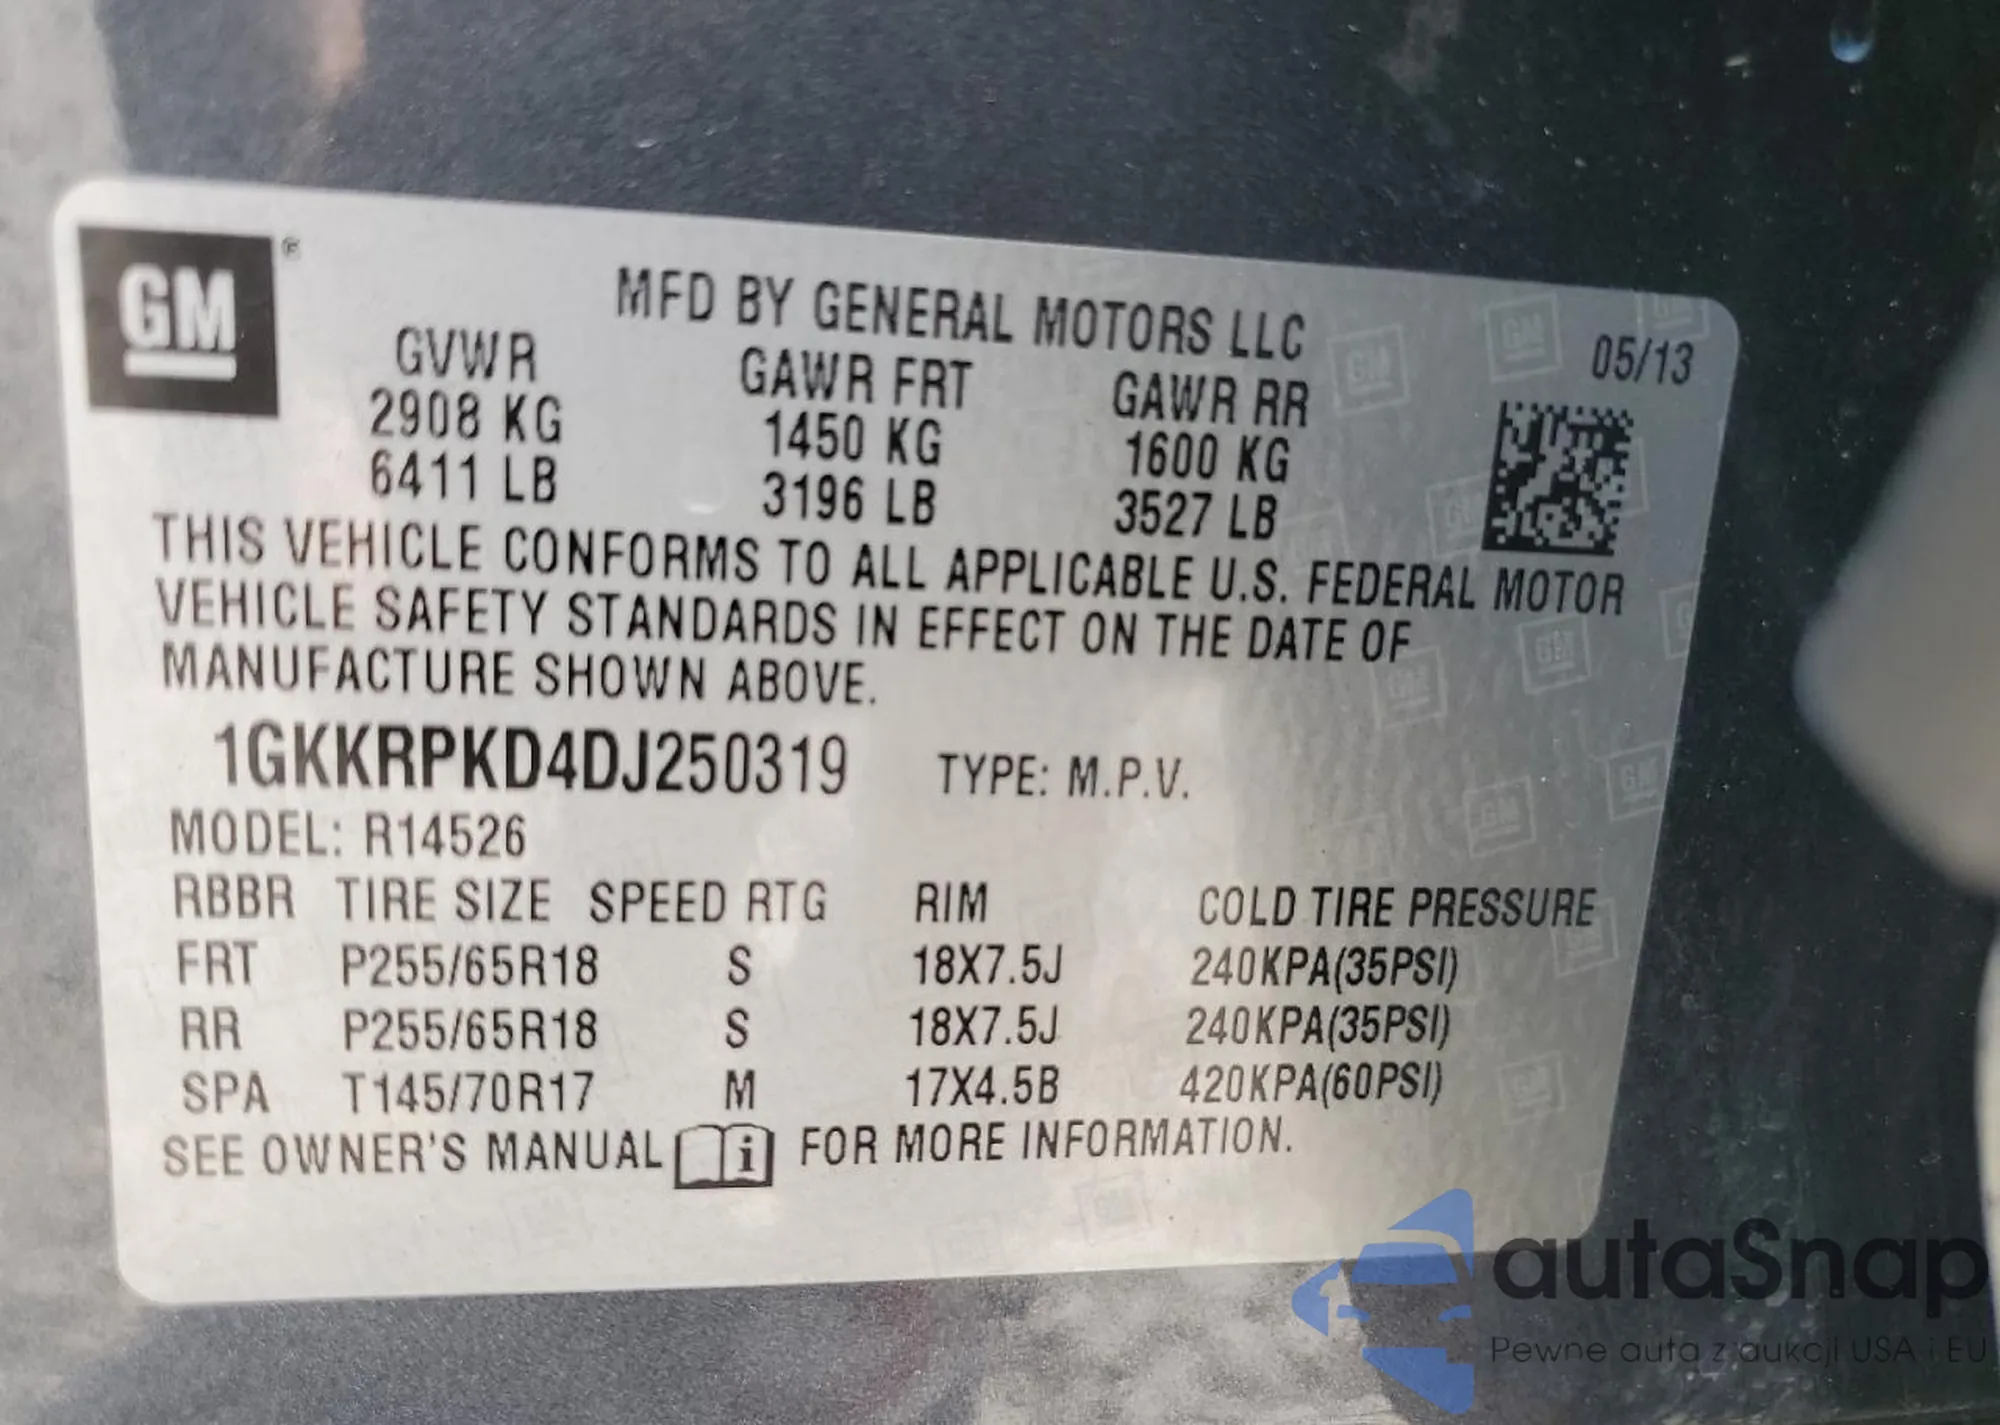 GM ®
MFD BY GENERAL MOTORS LLC
05/13
GVWR GAWR FRT GAWR RR
2908 KG 1450 KG 1600 KG
6411 LB 3196 LB 3527 LB
THIS VEHICLE CONFORMS TO ALL APPLICABLE U.S. FEDERAL MOTOR
VEHICLE SAFETY STANDARDS IN EFFECT ON THE DATE OF
MANUFACTURE SHOWN ABOVE.
1GKKRPKD4DJ250319 TYPE: M.P.V.
MODEL: R14526
RBBR TIRE SIZE SPEED RTG RIM COLD TIRE PRESSURE
FRT P255/65R18 S 18X7.5J 240KPA(35PSI)
RR P255/65R18 S 18X7.5J 240KPA(35PSI)
SPA T145/70R17 M 17X4.5B 420KPA(60PSI)
SEE OWNER'S MANUAL i FOR MORE INFORMATION.
autaSnap
Pewne auta z aukcji USA i EU